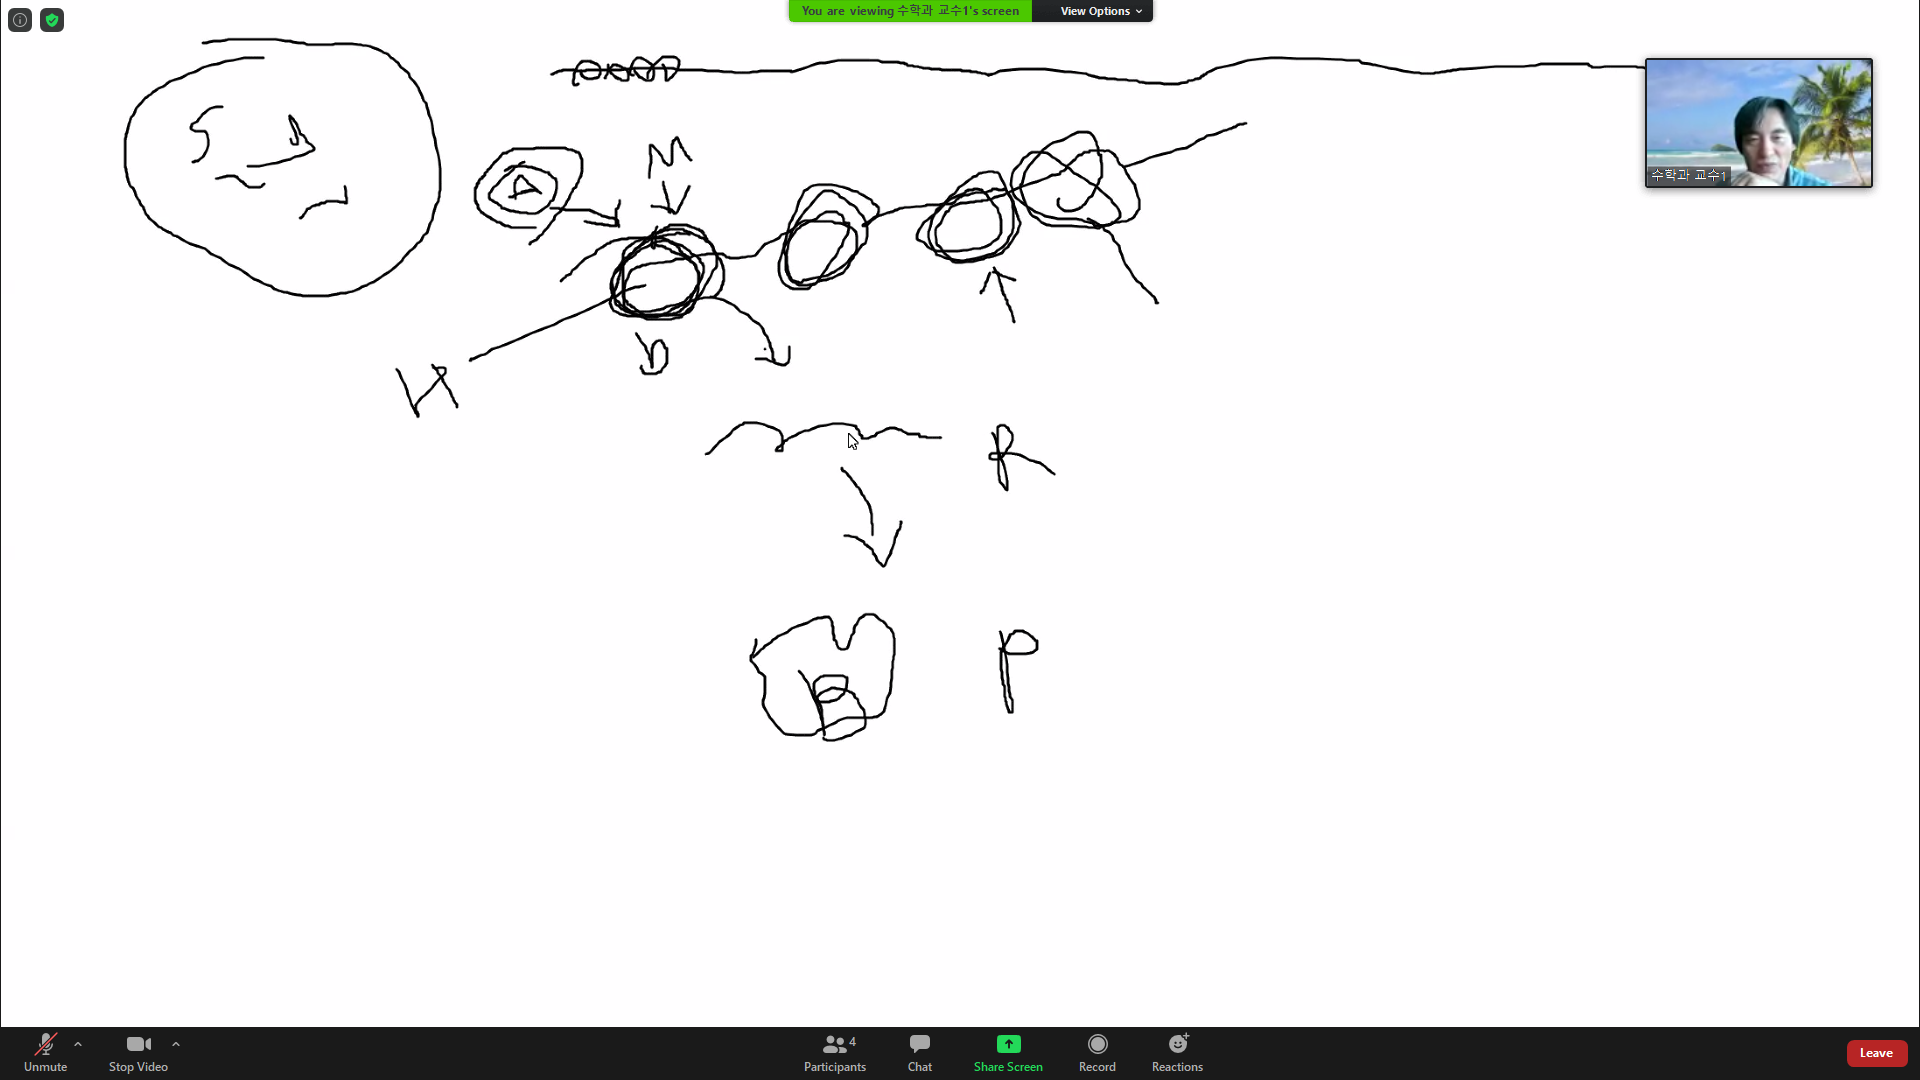 You are viewing 수학과 교수1's screen
View Options
수학과 교수1
A
M
D
H
R
P
Unmute
Stop Video
Participants
4
Chat
Share Screen
Record
Reactions
Leave